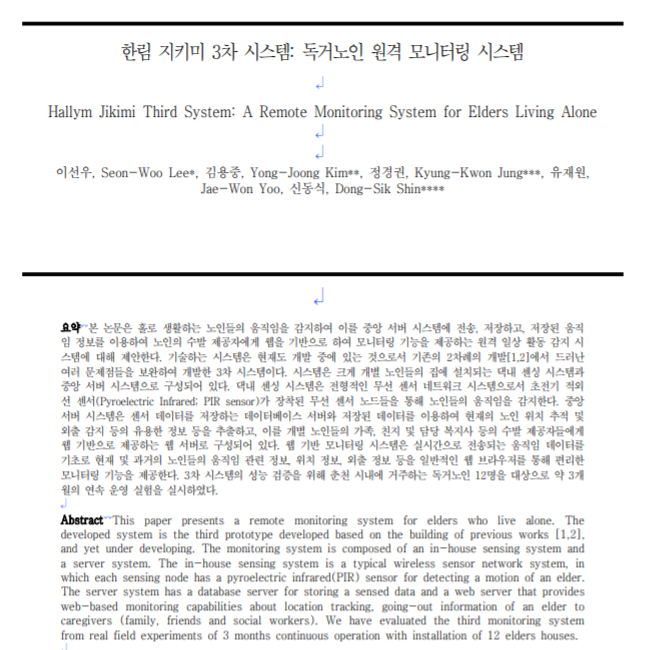 한림 지키미 3차 시스템: 독거노인 원격 모니터링 시스템
Hallym Jikimi Third System: A Remote Monitoring System for Elders Living Alone
이선우, Seon-Woo Lee*, 김용중, Yong-Joong Kim**, 정경권, Kyung-Kwon Jung***, 유재원,
Jae-Won Yoo, 신동식, Dong-Sik Shin****
요약 본 논문은 홀로 생활하는 노인들의 움직임을 감지하여 이를 중앙 서버 시스템에 전송, 저장하고, 저장된 움직
임 정보를 이용하여 노인의 수발 제공자에게 웹을 기반으로 하여 모니터링 기능을 제공하는 원격 일상 활동 감지 시
스템에 대해 제안한다. 기술하는 시스템은 현재도 개발 중에 있는 것으로서 기존의 2차례의 개발[1,2]에서 드러난
여러 문제점들을 보완하여 개발한 3차 시스템이다. 시스템은 크게 개별 노인들의 집에 설치되는 댁내 센싱 시스템과
중앙 서버 시스템으로 구성되어 있다. 댁내 센싱 시스템은 전형적인 무선 센서 네트워크 시스템으로서 초전기 적외
선 센서(Pyroelectric Infrared; PIR sensor)가 장착된 무선 센서 노드들을 통해 노인들의 움직임을 감지한다. 중앙
서버 시스템은 센서 데이터를 저장하는 데이터베이스 서버와 저장된 데이터를 이용하여 현재의 노인 위치 추적 및
외출 감지 등의 유용한 정보 등을 추출하고, 이를 개별 노인들의 가족, 친지 및 담당 복지사 등의 수발 제공자들에게
웹 기반으로 제공하는 웹 서버로 구성되어 있다. 웹 기반 모니터링 시스템은 실시간으로 전송되는 움직임 데이터를
기초로 현재 및 과거의 노인들의 움직임 관련 정보, 위치 정보, 외출 정보 등을 일반적인 웹 브라우저를 통해 편리한
모니터링 기능을 제공한다. 3차 시스템의 성능 검증을 위해 춘천 시내에 거주하는 독거노인 12명을 대상으로 약 3개
월의 연속 운영 실험을 실시하였다.
Abstract This paper presents a remote monitoring system for elders who live alone. The
developed system is the third prototype developed based on the building of previous works [1,2],
and yet under developing. The monitoring system is composed of an in-house sensing system and
a server system. The in-house sensing system is a typical wireless sensor network system, in
which each sensing node has a pyroelectric infrared(PIR) sensor for detecting a motion of an elder.
The server system has a database server for storing a sensed data and a web server that provides
web-based monitoring capabilities about location tracking, going-out information of an elder to
caregivers (family, friends and social workers). We have evaluated the third monitoring system
from real field experiments of 3 months continuous operation with installation of 12 elders houses.